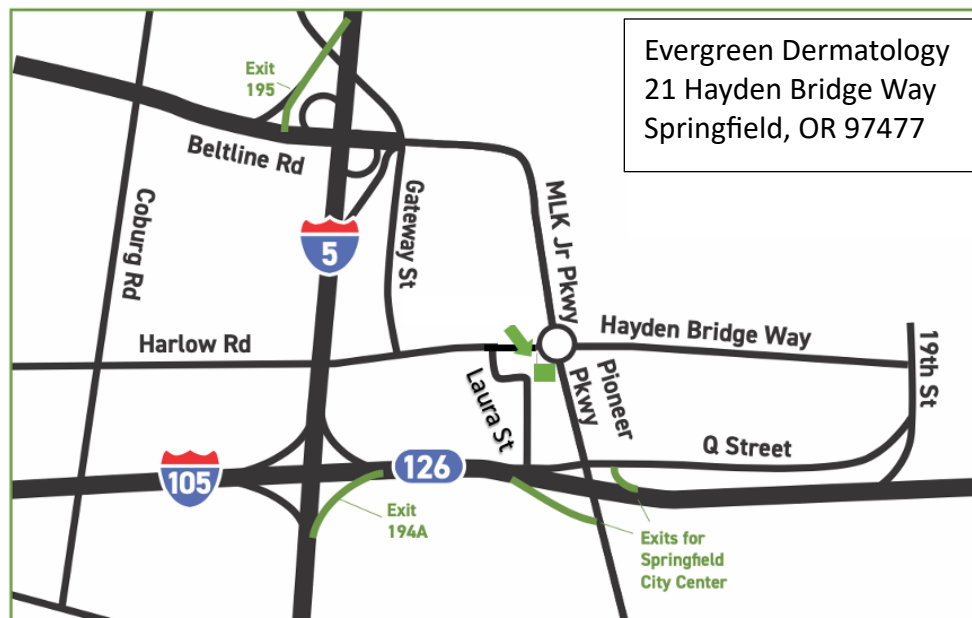 Evergreen Dermatology
21 Hayden Bridge Way
Springfield, OR 97477
Exit
195
Beltline Rd
Coburg Rd
5
Gateway St
MLK Jr Pkwy
Harlow Rd
Hayden Bridge Way
19th St
Laura St
Pioneer
Pkwy
Q Street
105
126
Exit
194A
Exits for
Springfield
City Center